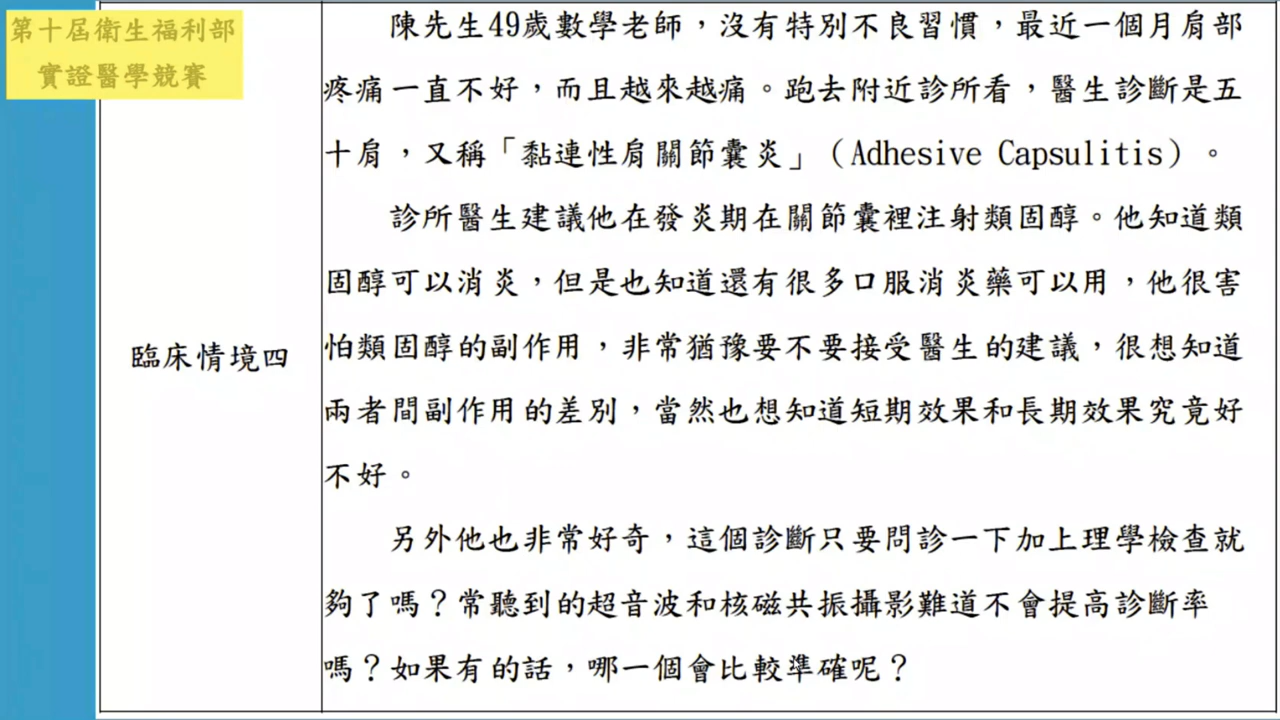 第十屆衛生福利部
實證醫學競賽
陳先生49歲數學老師，沒有特別不良習慣，最近一個月肩部
疼痛一直不好，而且越來越痛。跑去附近診所看，醫生診斷是五
十肩，又稱「黏連性肩關節囊炎」（Adhesive Capsulitis）。
診所醫生建議他在發炎期在關節囊裡注射類固醇。他知道類
固醇可以消炎，但是也知道還有很多口服消炎藥可以用，他很害
臨床情境四
怕類固醇的副作用，非常猶豫要不要接受醫生的建議，很想知道
兩者間副作用的差別，當然也想知道短期效果和長期效果究竟好
不好。
另外他也非常好奇，這個診斷只要問診一下加上理學檢查就
夠了嗎？常聽到的超音波和核磁共振攝影難道不會提高診斷率
嗎？如果有的話，哪一個會比較準確呢？